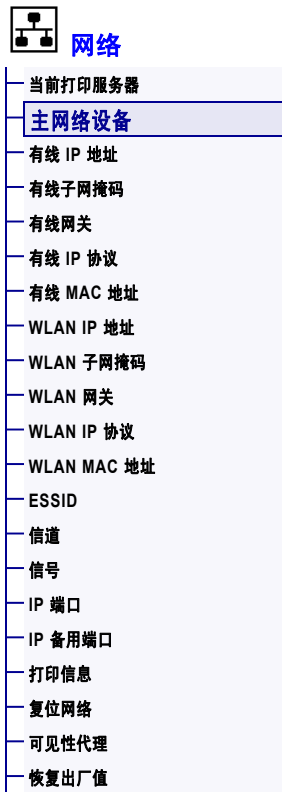 网络
当前打印服务器
主网络设备
有线 IP 地址
有线子网掩码
有线网关
有线 IP 协议
有线 MAC 地址
WLAN IP 地址
WLAN 子网掩码
WLAN 网关
WLAN IP 协议
WLAN MAC 地址
ESSID
信道
信号
IP 端口
IP 备用端口
打印信息
复位网络
可见性代理
恢复出厂值